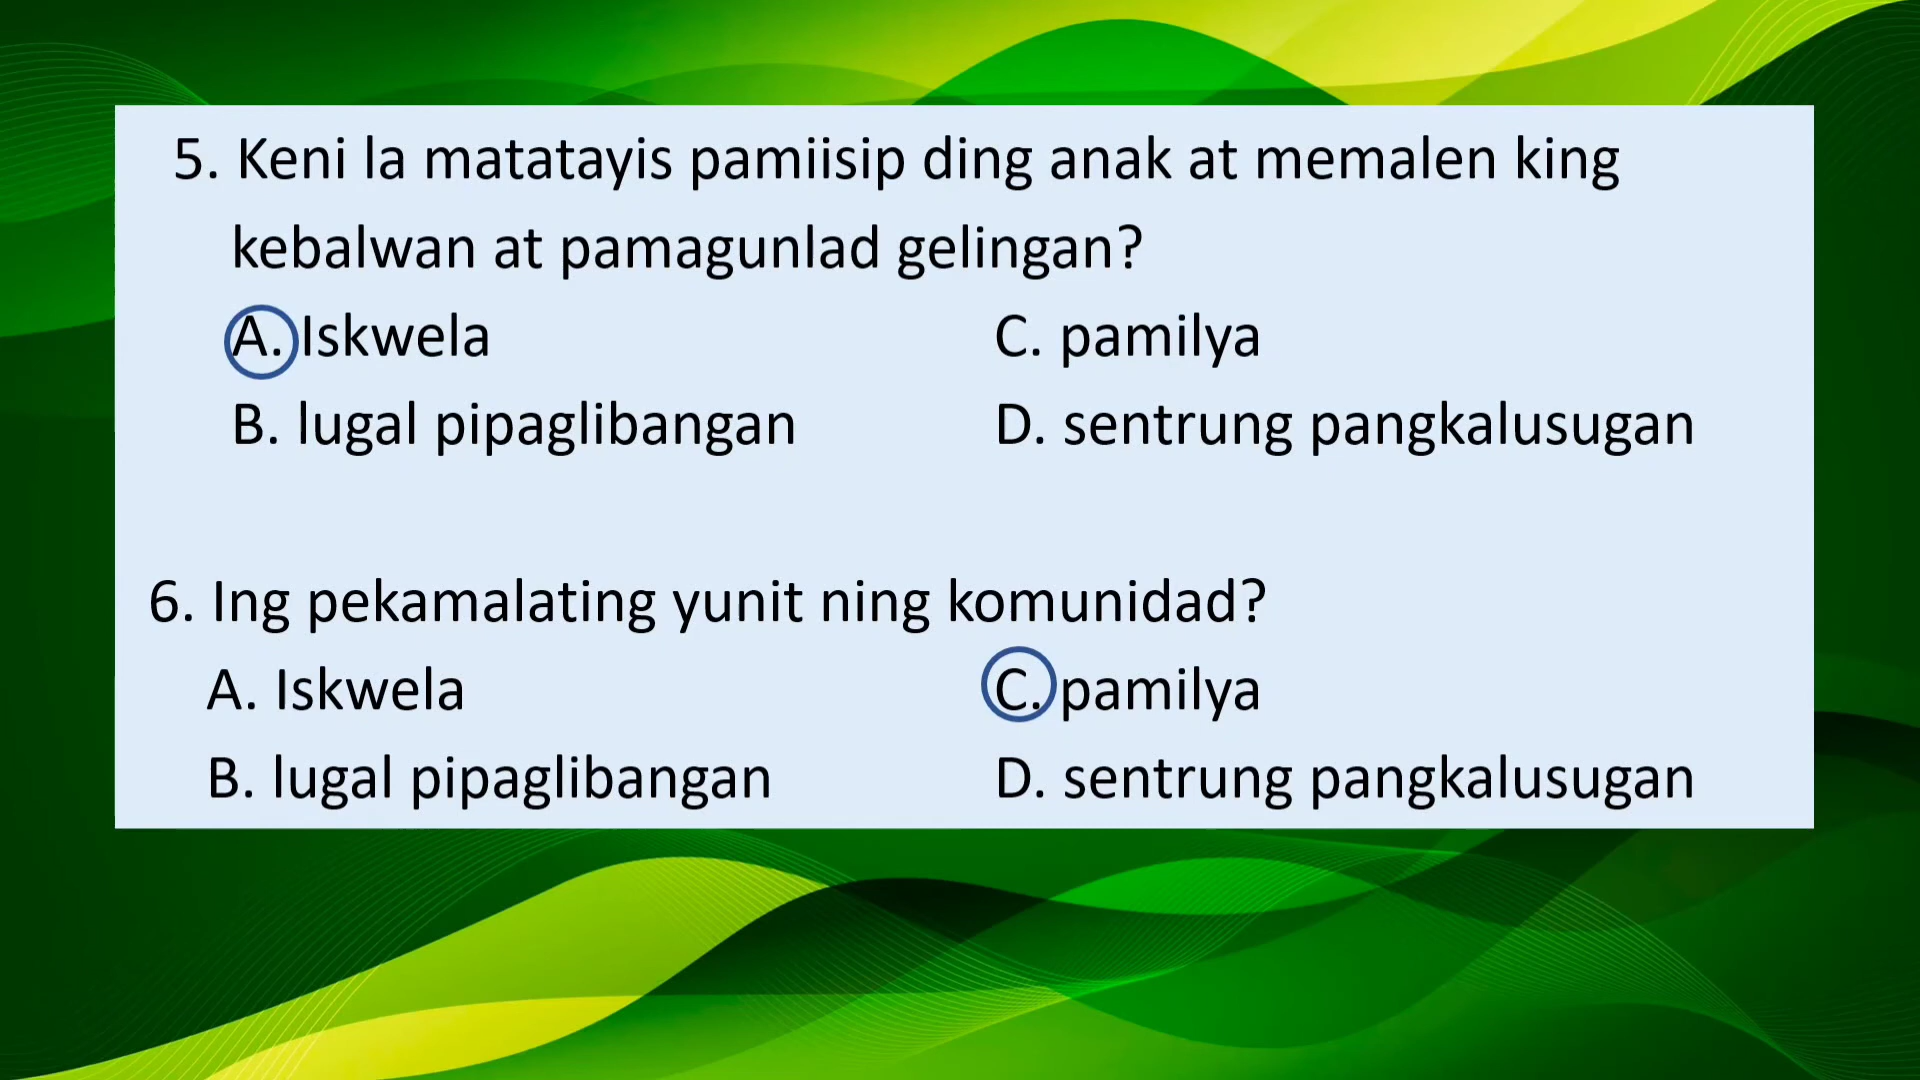 5. Keni la matatayis pamiisip ding anak at memalen king
kebalwan at pamagunlad gelingan?
A. Iskwela C. pamilya
B. lugal pipaglibangan D. sentrung pangkalusugan
6. Ing pekamalating yunit ning komunidad?
A. Iskwela C. pamilya
B. lugal pipaglibangan D. sentrung pangkalusugan